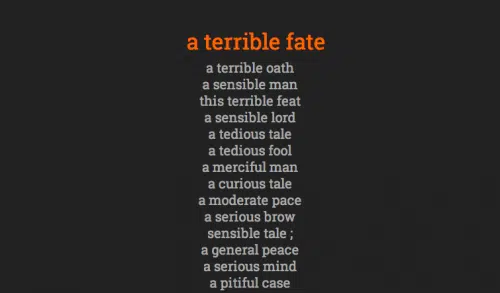 a terrible fate
a terrible oath
a sensible man
this terrible feat
a sensible lord
a tedious tale
a tedious fool
a merciful man
a curious tale
a moderate pace
a serious brow
sensible tale ;
a general peace
a serious mind
a pitiful case